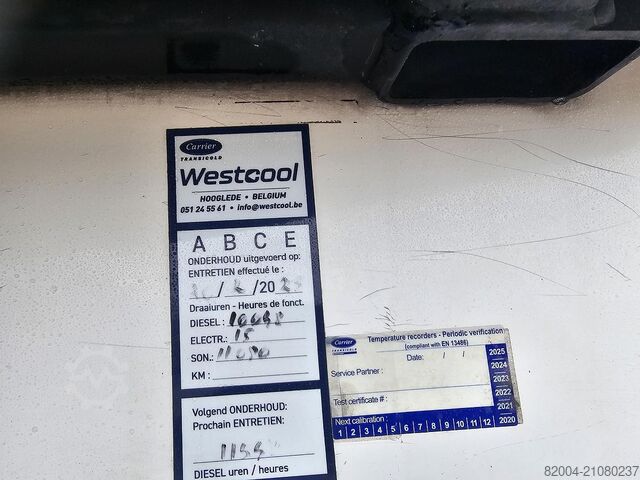 Carrier
TRANSICOLD
Westcool
HOOGLEDE • BELGIUM
051 24 55 61 • info@westcool.be
A B C E
ONDERHOUD uitgevoerd op:
ENTRETIEN effectué le :
/ /20
Draaiuren - Heures de fonct.
DIESEL :
ELECTR.: 15
SON.: 11050
KM :
Volgend ONDERHOUD:
Prochain ENTRETIEN:
DIESEL uren / heures
Carrier
TRANSICOLD
Temperature recorders - Periodic verification
(compliant with EN 13486)
Date: / /
Service Partner :
Test certificate # :
Next calibration :
1 2 3 4 5 6 7 8 9 10 11 12
2025
2024
2023
2022
2021
2020
82004-21080237